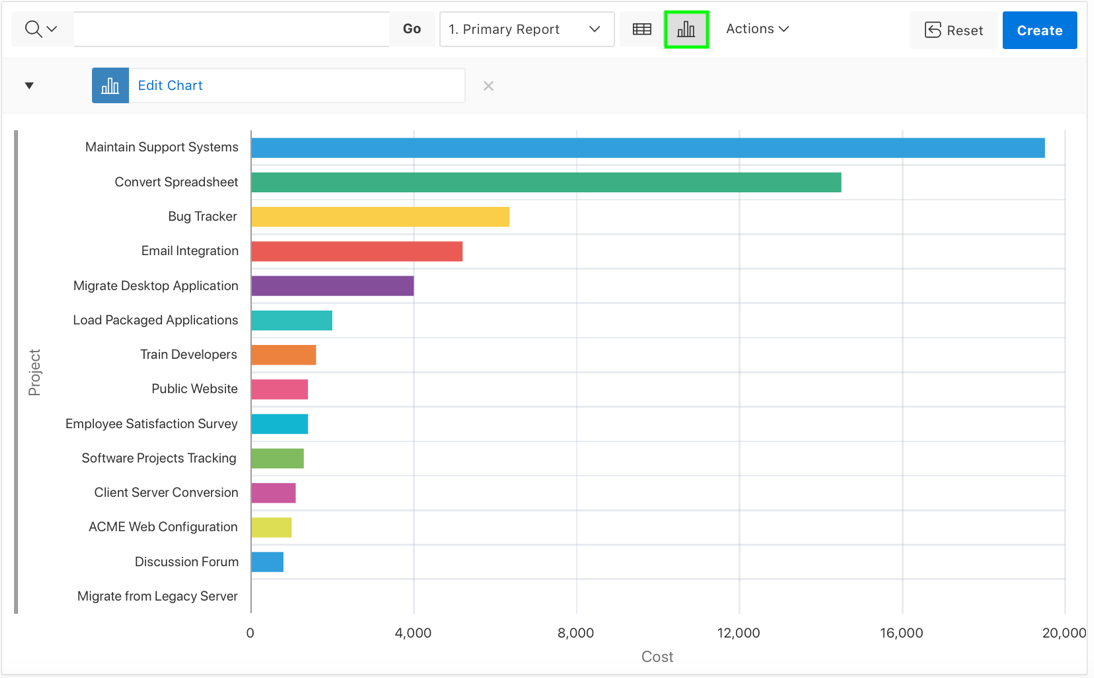 Go
1. Primary Report
Actions
Reset
Create
Edit Chart
Project
Maintain Support Systems
Convert Spreadsheet
Bug Tracker
Email Integration
Migrate Desktop Application
Load Packaged Applications
Train Developers
Public Website
Employee Satisfaction Survey
Software Projects Tracking
Client Server Conversion
ACME Web Configuration
Discussion Forum
Migrate from Legacy Server
0 4,000 8,000 12,000 16,000 20,000
Cost